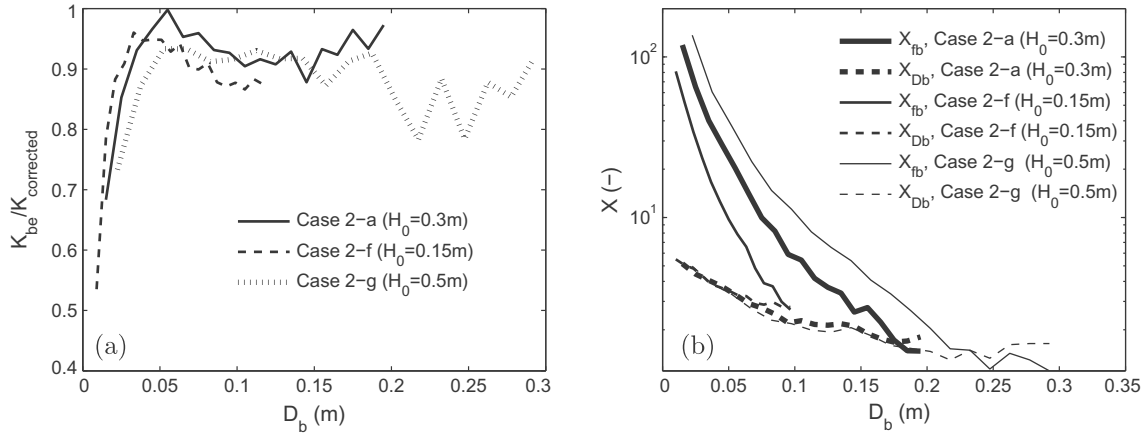 1
0.9
0.8
0.7
0.6
0.5
0.4
K_be/K_corrected
0 0.05 0.1 0.15 0.2 0.25 0.3
D_b (m)
Case 2−a (H_0=0.3m)
Case 2−f (H_0=0.15m)
Case 2−g (H_0=0.5m)
(a)
10^2
10^1
X (−)
0 0.05 0.1 0.15 0.2 0.25 0.3 0.35
D_b (m)
X_fb, Case 2−a (H_0=0.3m)
X_Db, Case 2−a (H_0=0.3m)
X_fb, Case 2−f (H_0=0.15m)
X_Db, Case 2−f (H_0=0.15m)
X_fb, Case 2−g (H_0=0.5m)
X_Db, Case 2−g (H_0=0.5m)
(b)